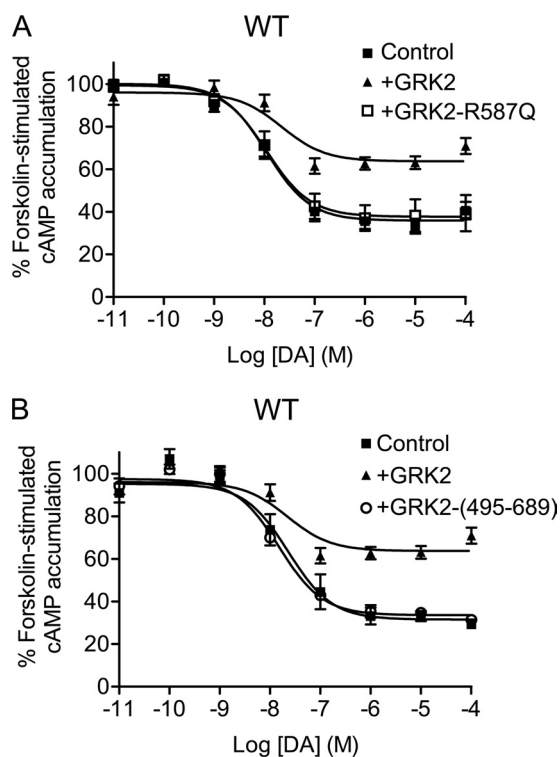 A
WT
Control
+GRK2
+GRK2-R587Q
% Forskolin-stimulated
cAMP accumulation
100
80
60
40
20
0
-11 -10 -9 -8 -7 -6 -5 -4
Log [DA] (M)
B
WT
Control
+GRK2
+GRK2-(495-689)
% Forskolin-stimulated
cAMP accumulation
100
80
60
40
20
0
-11 -10 -9 -8 -7 -6 -5 -4
Log [DA] (M)